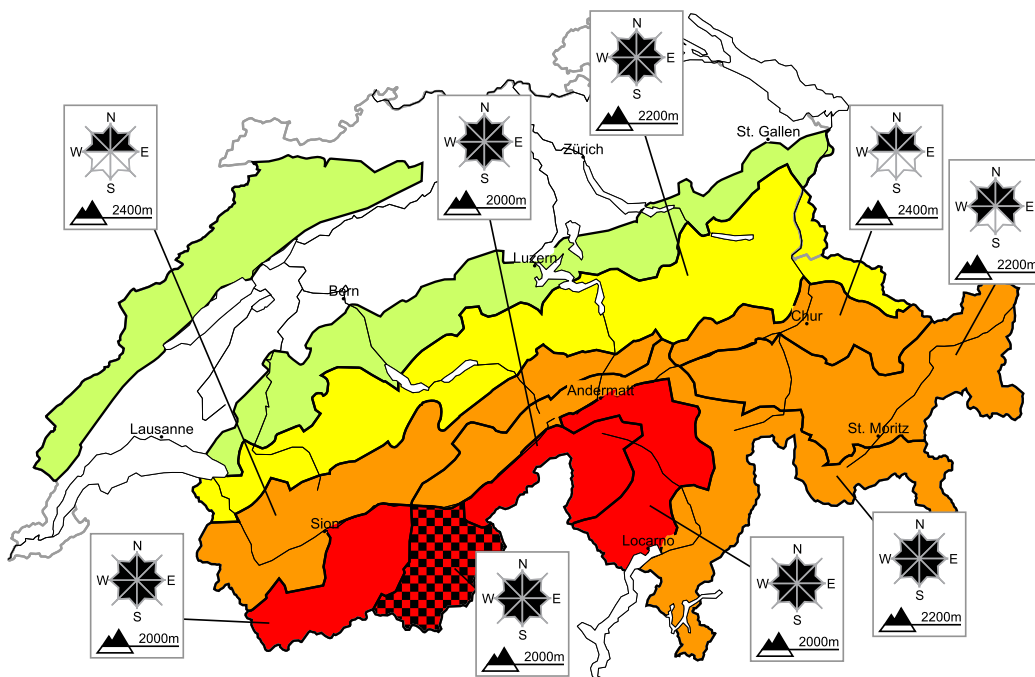 N
W E
S
2200m
N
W E
S
2400m
N
W E
S
2000m
N
W E
S
2400m
N
W E
S
2200m
St. Gallen
Zürich
Luzern
Bern
Chur
Andermatt
Lausanne
St. Moritz
Sion
Locarno
N
W E
S
2000m
N
W E
S
2000m
N
W E
S
2000m
N
W E
S
2200m